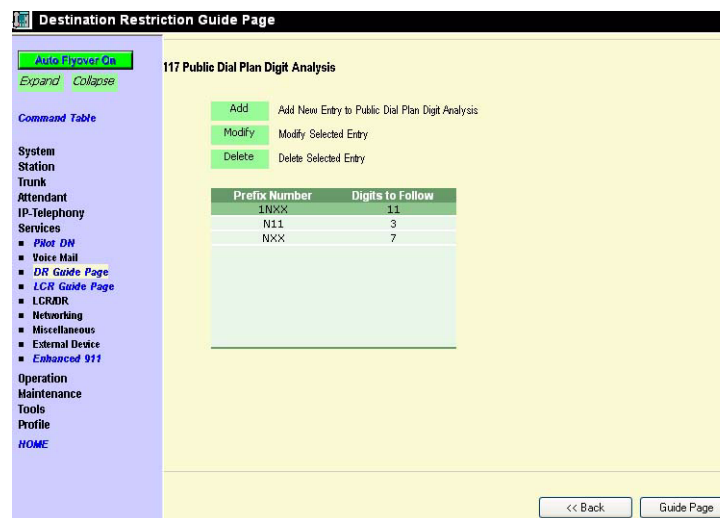 Destination Restriction Guide Page
Auto Flyover On
Expand Collapse
Command Table
System
Station
Trunk
Attendant
IP-Telephony
Services
Pilot DN
Voice Mail
DR Guide Page
LCR Guide Page
LCR/DR
Networking
Miscellaneous
External Device
Enhanced 911
Operation
Maintenance
Tools
Profile
HOME
117 Public Dial Plan Digit Analysis
Add Add New Entry to Public Dial Plan Digit Analysis
Modify Modify Selected Entry
Delete Delete Selected Entry
Prefix Number Digits to Follow
1NXX 11
N11 3
NXX 7
<< Back Guide Page